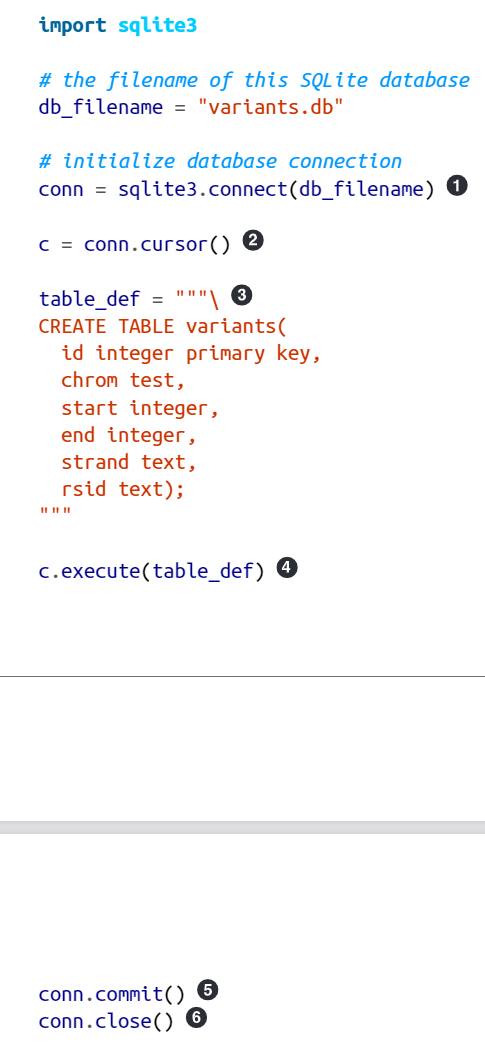 import sqlite3
# the filename of this SQLite database
db_filename = "variants.db"
# initialize database connection
conn = sqlite3.connect(db_filename) ❶
c = conn.cursor() ❷
table_def = """\ ❸
CREATE TABLE variants(
  id integer primary key,
  chrom test,
  start integer,
  end integer,
  strand text,
  rsid text);
"""
c.execute(table_def) ❹
conn.commit() ❺
conn.close() ❻